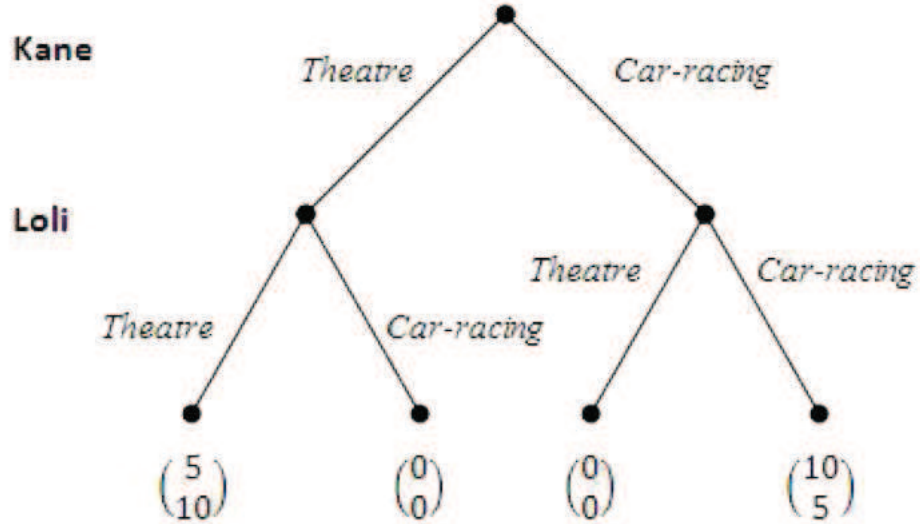 Kane
Theatre
Car-racing
Loli
Theatre
Car-racing
Theatre
Car-racing
(5 10)
(0 0)
(0 0)
(10 5)